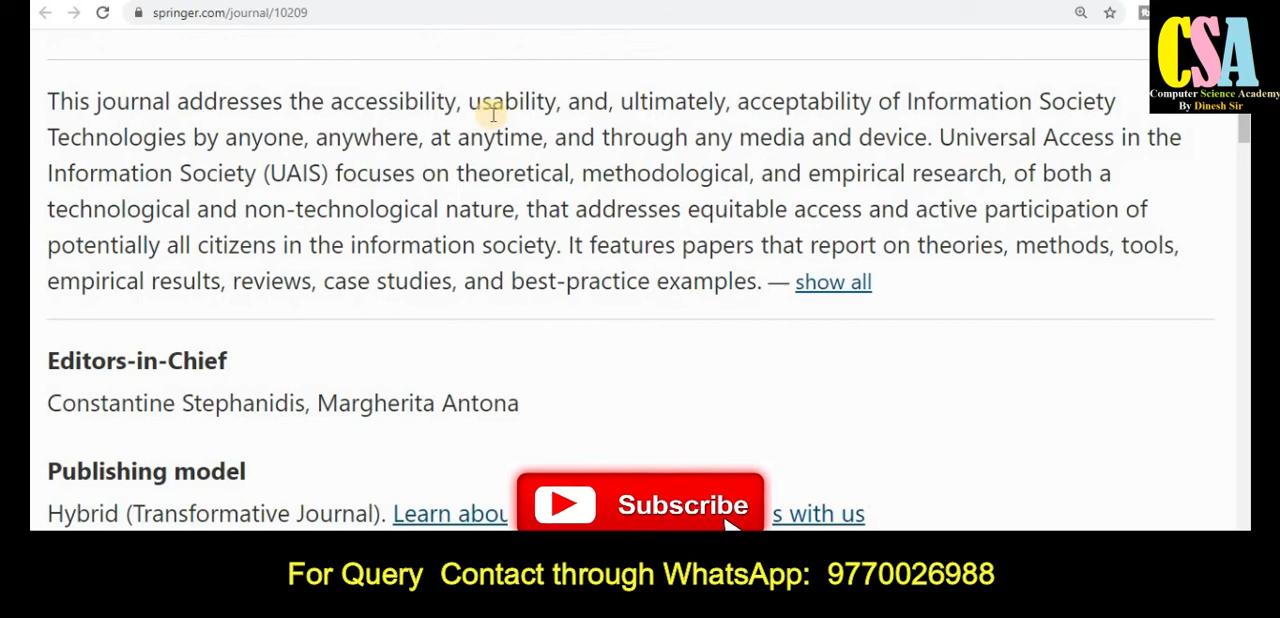 springer.com/journal/10209
CSA
Computer Science Academy
By Dinesh Sir
This journal addresses the accessibility, usability, and, ultimately, acceptability of Information Society
Technologies by anyone, anywhere, at anytime, and through any media and device. Universal Access in the
Information Society (UAIS) focuses on theoretical, methodological, and empirical research, of both a
technological and non-technological nature, that addresses equitable access and active participation of
potentially all citizens in the information society. It features papers that report on theories, methods, tools,
empirical results, reviews, case studies, and best-practice examples. — show all
Editors-in-Chief
Constantine Stephanidis, Margherita Antona
Publishing model
Hybrid (Transformative Journal). Learn abou s with us
Subscribe
For Query Contact through WhatsApp: 9770026988